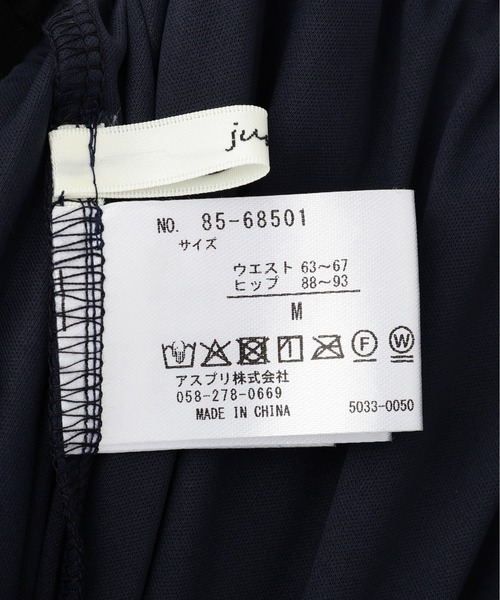 NO. 85-68501
サイズ
ウエスト 63～67
ヒップ 88～93
M
F W
アスプリ株式会社
058-278-0669
MADE IN CHINA 5033-0050